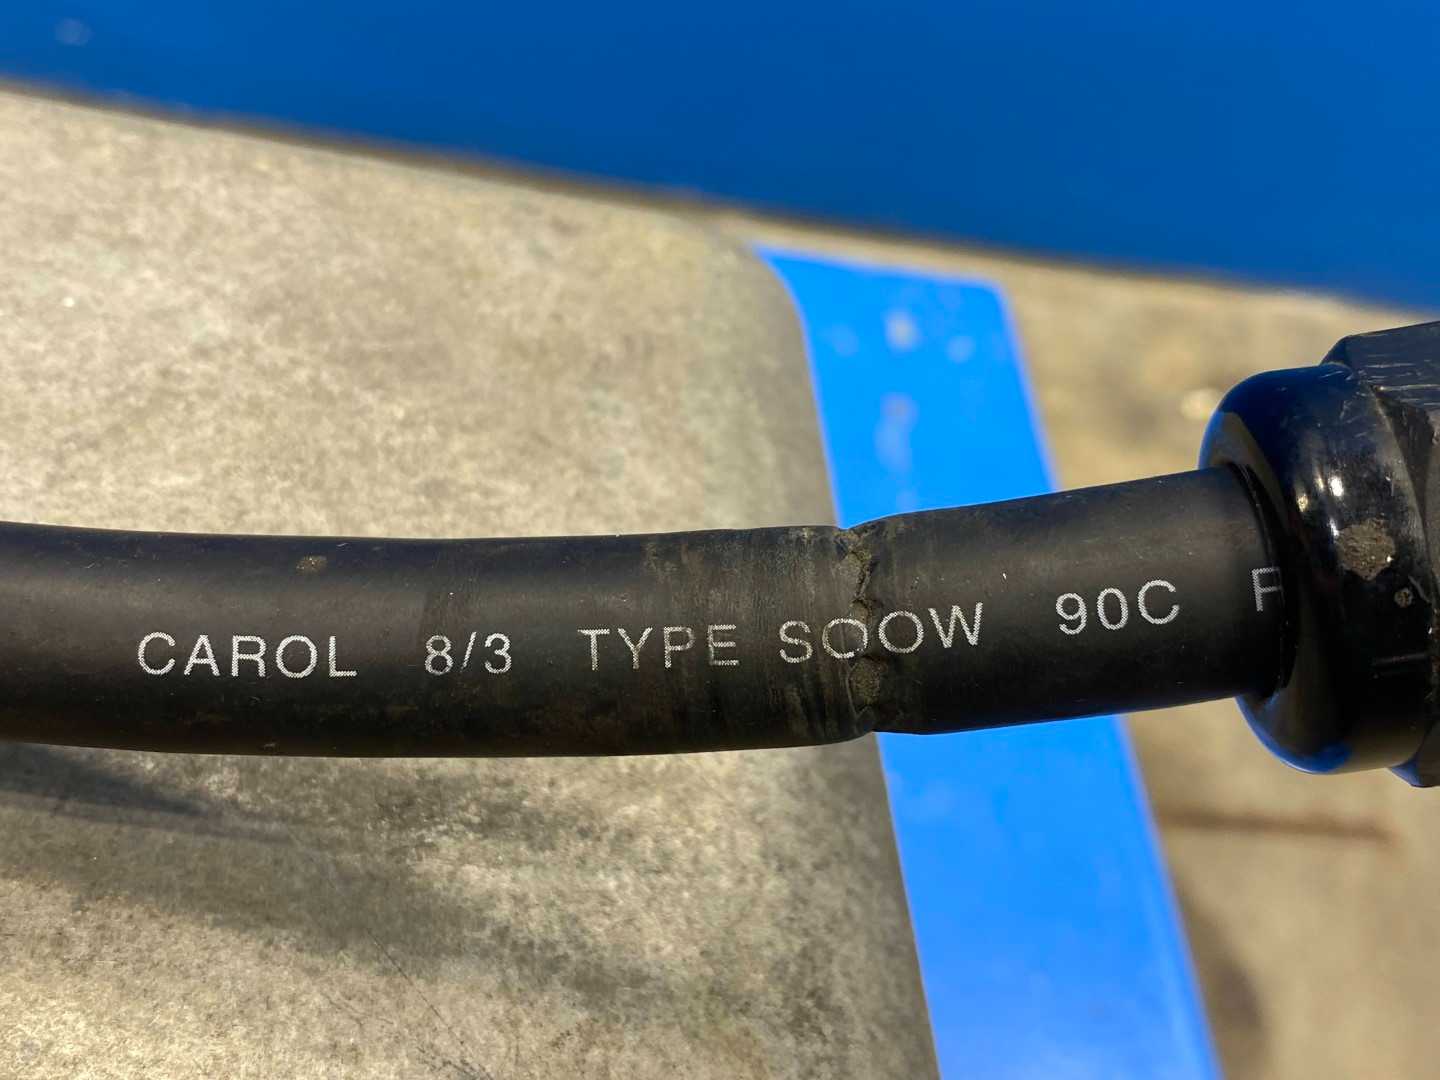 CAROL 8/3 TYPE SOOW 90C